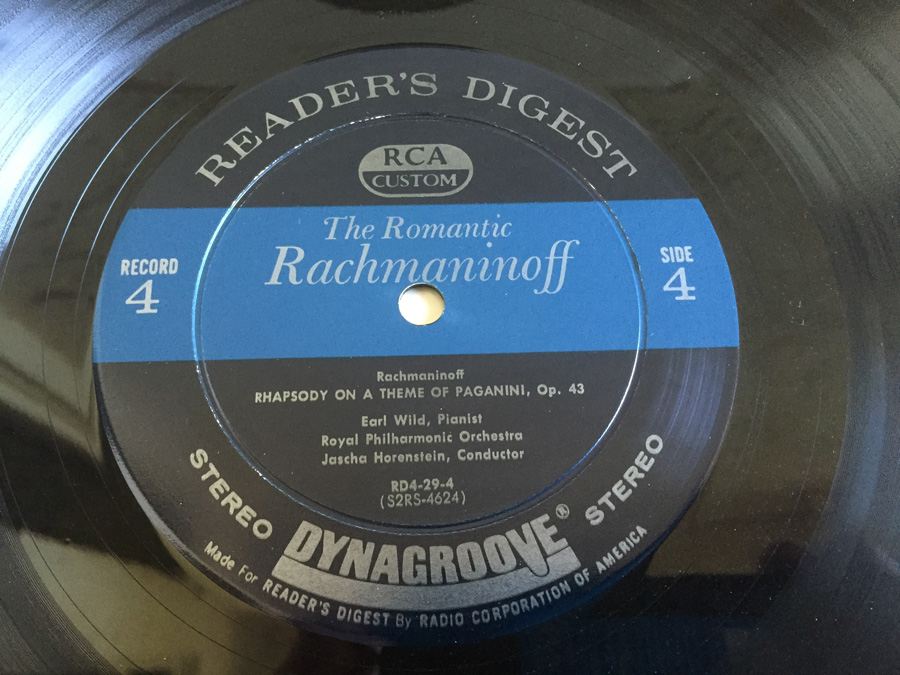 READER'S DIGEST
RCA
CUSTOM
The Romantic
Rachmaninoff
RECORD
4
SIDE
4
Rachmaninoff
RHAPSODY ON A THEME OF PAGANINI, Op. 43
Earl Wild, Pianist
Royal Philharmonic Orchestra
Jascha Horenstein, Conductor
RD4-29-4
(S2RS-4624)
STEREO
DYNAGROOVE®
STEREO
Made For READER'S DIGEST By RADIO CORPORATION OF AMERICA